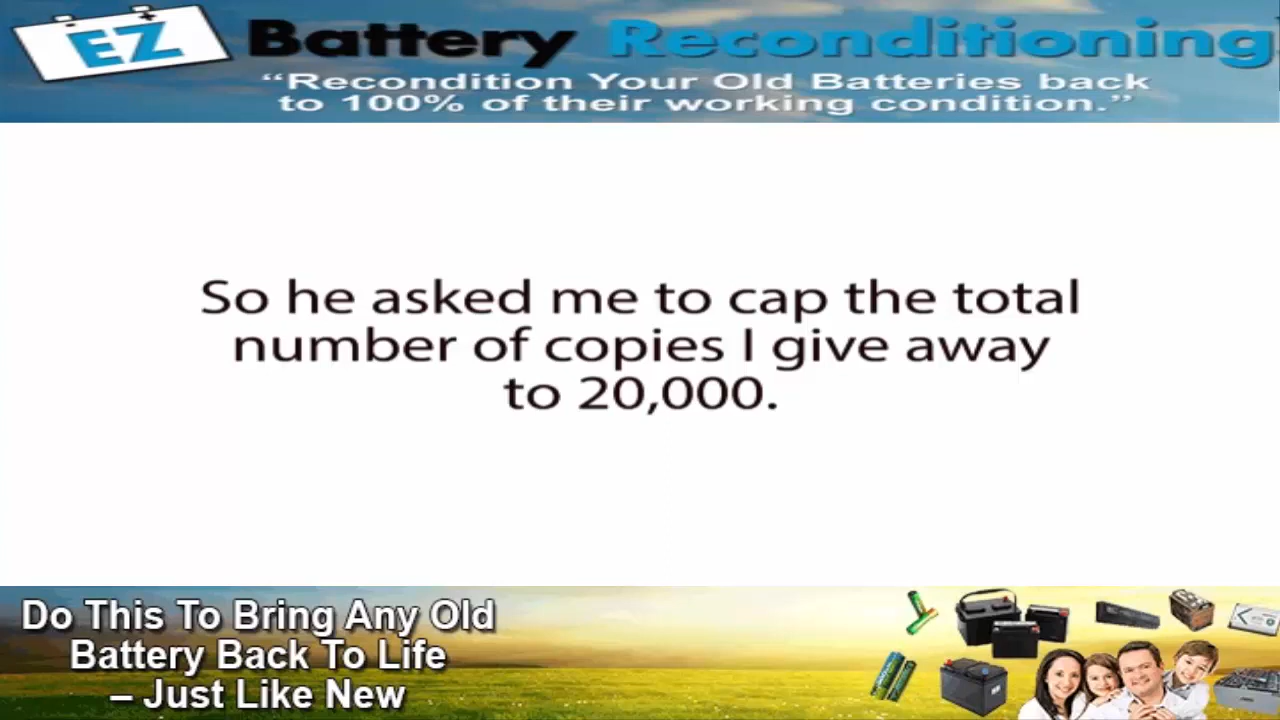 EZ Battery Reconditioning
“Recondition Your Old Batteries back
to 100% of their working condition.”
So he asked me to cap the total
number of copies I give away
to 20,000.
Do This To Bring Any Old
Battery Back To Life
– Just Like New